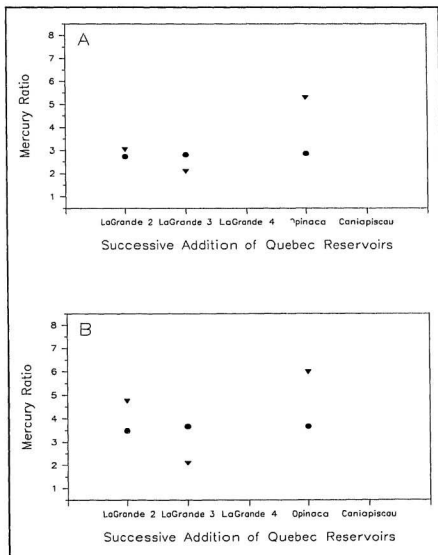 A
8
7
6
5
4
3
2
1
Mercury Ratio
LaGrande 2 LaGrande 3 LaGrande 4 Opinaca Caniapiscau
Successive Addition of Quebec Reservoirs
B
8
7
6
5
4
3
2
1
Mercury Ratio
LaGrande 2 LaGrande 3 LaGrande 4 Opinaca Caniapiscau
Successive Addition of Quebec Reservoirs